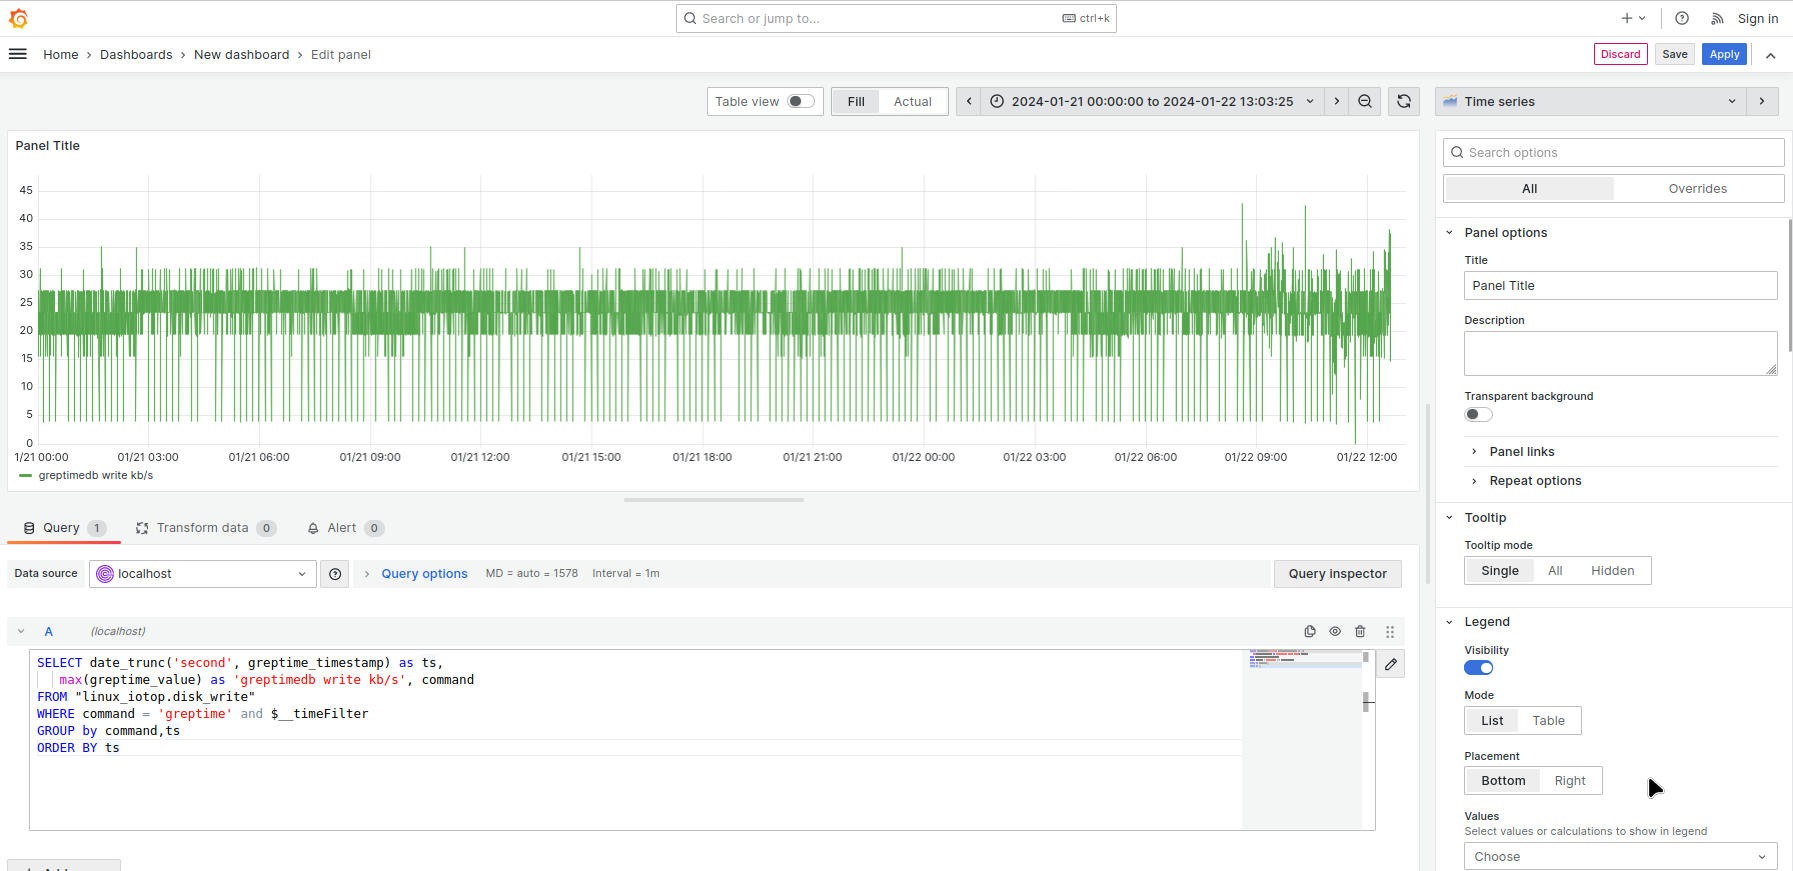 Search or jump to...
ctrl+k
Sign in
Home › Dashboards › New dashboard › Edit panel
Discard
Save
Apply
Table view
Fill
Actual
2024-01-21 00:00:00 to 2024-01-22 13:03:25
Time series
Panel Title
45
40
35
30
25
20
15
10
5
0
1/21 00:00
01/21 03:00
01/21 06:00
01/21 09:00
01/21 12:00
01/21 15:00
01/21 18:00
01/21 21:00
01/22 00:00
01/22 03:00
01/22 06:00
01/22 09:00
01/22 12:00
greptimedb write kb/s
Query 1
Transform data 0
Alert 0
Data source
localhost
Query options
MD = auto = 1578
Interval = 1m
Query inspector
A
(localhost)
SELECT date_trunc('second', greptime_timestamp) as ts,
max(greptime_value) as 'greptimedb write kb/s', command
FROM "linux_iotop.disk_write"
WHERE command = 'greptime' and $__timeFilter
GROUP by command,ts
ORDER BY ts
Search options
All
Overrides
Panel options
Title
Panel Title
Description
Transparent background
Panel links
Repeat options
Tooltip
Tooltip mode
Single
All
Hidden
Legend
Visibility
Mode
List
Table
Placement
Bottom
Right
Values
Select values or calculations to show in legend
Choose